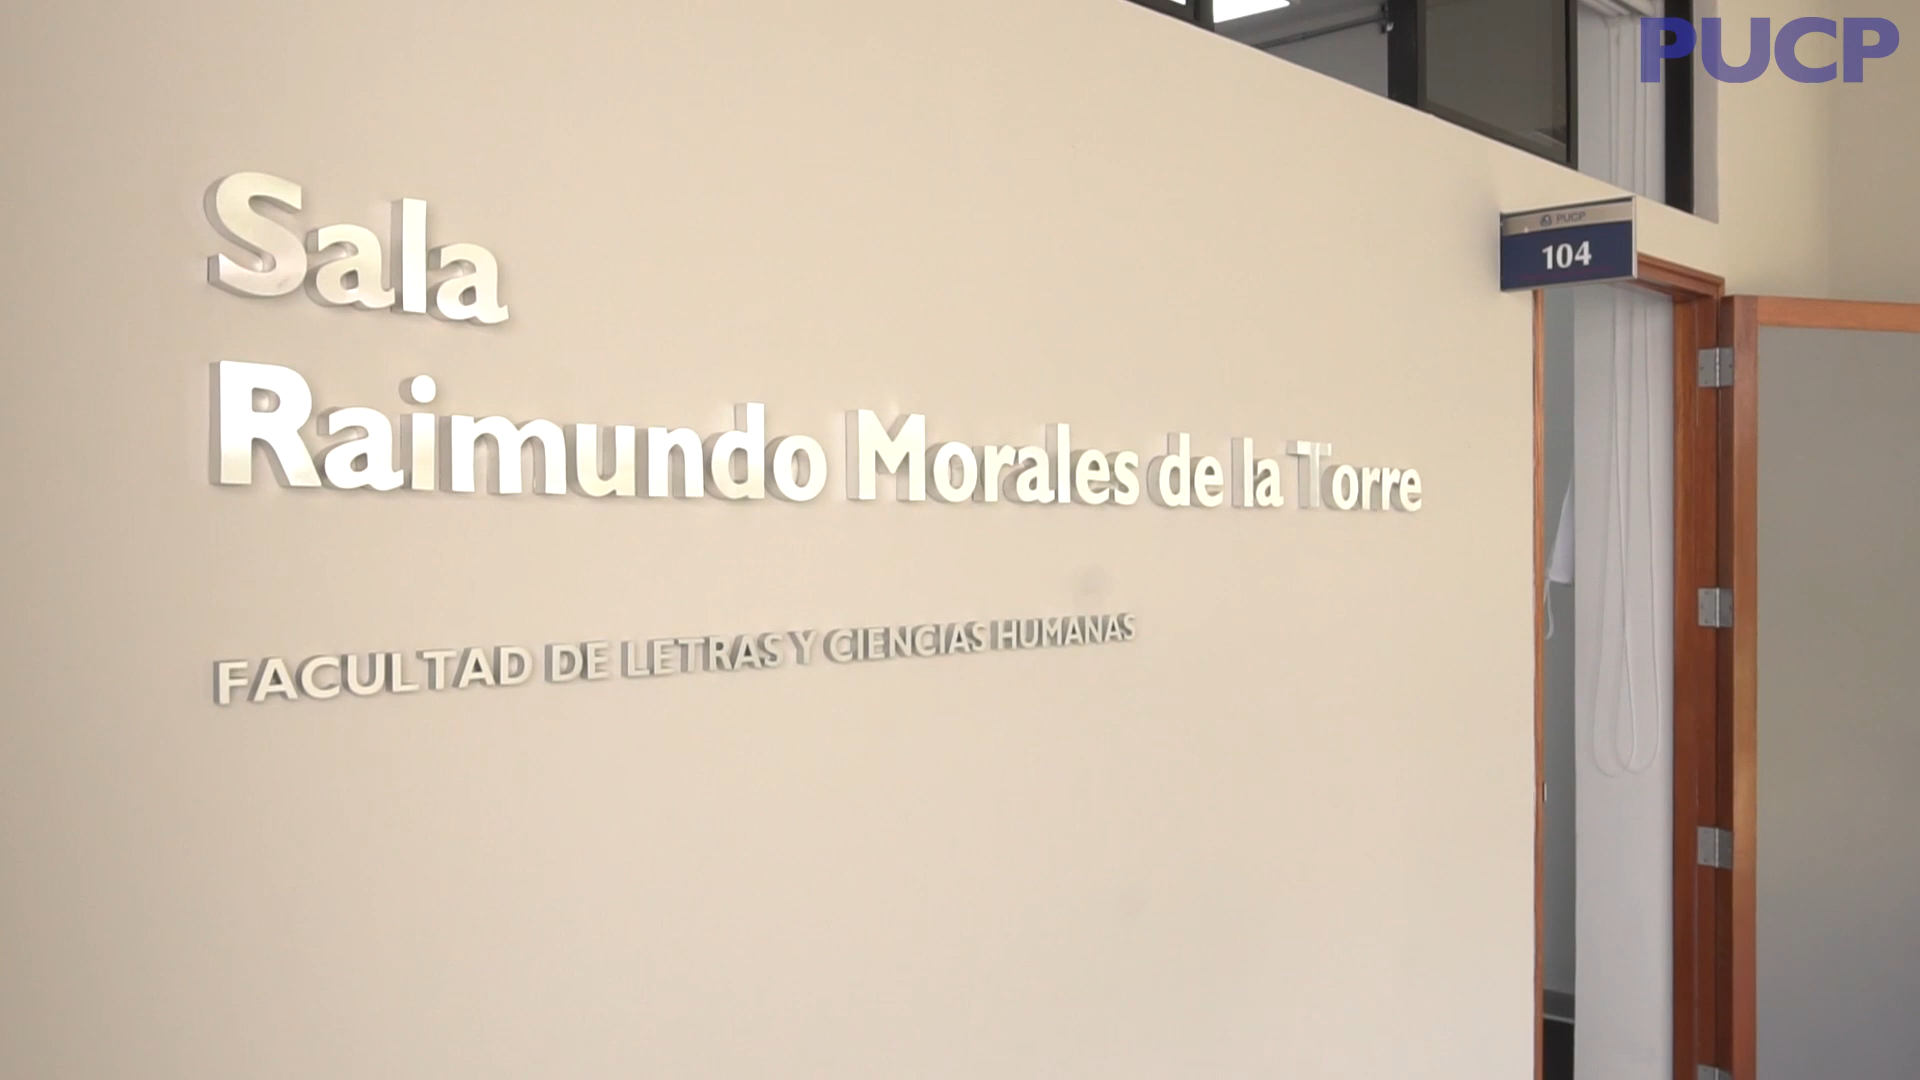 PUCP
Sala
Raimundo Morales de la Torre
FACULTAD DE LETRAS Y CIENCIAS HUMANAS
PUCP
104